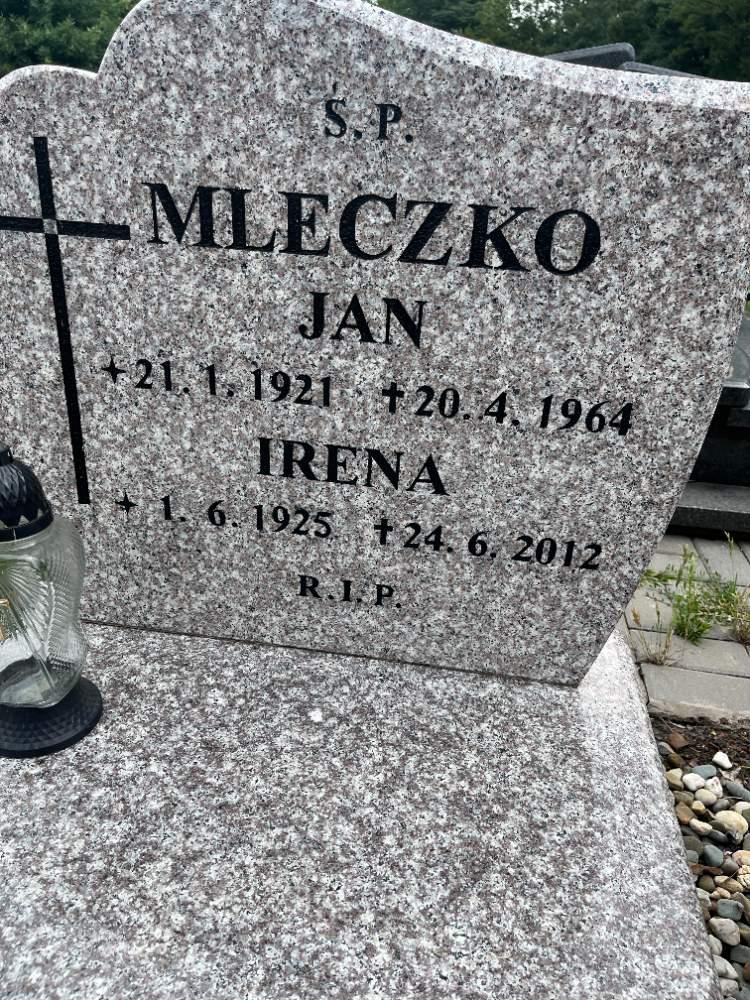 Ś.P.
MLECZKO
JAN
21.1.1921 ✝20.4.1964
IRENA
1.6.1925 ✝24.6.2012
R.I.P.